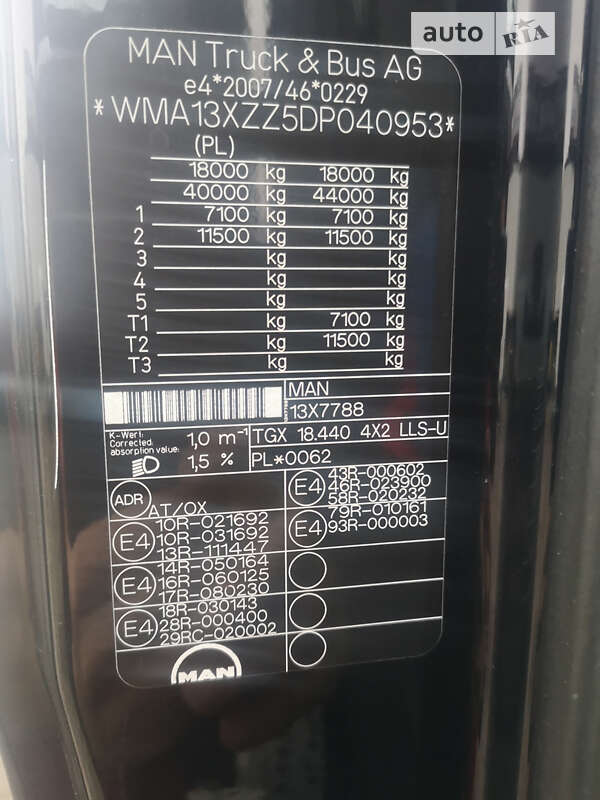 auto RIA
MAN Truck & Bus AG
e4*2007/46*0229
*WMA13XZZ5DP040953*
(PL)
18000 kg 18000 kg
40000 kg 44000 kg
1 7100 kg 7100 kg
2 11500 kg 11500 kg
3 kg kg
4 kg kg
5 kg kg
T1 kg 7100 kg
T2 kg 11500 kg
T3 kg kg
MAN
13X7788
K-Wert:
Corrected
absorption value:
1,0 m⁻¹
1,5 %
TGX 18.440 4X2 LLS-U
PL*0062
ADR
AT/OX
E4
10R-021692
10R-031692
13R-111447
E4
14R-050164
16R-060125
17R-080230
E4
18R-030143
28R-000400
29RC-020002
E4
43R-000602
46R-023900
58R-020232
E4
79R-010161
93R-000003
MAN